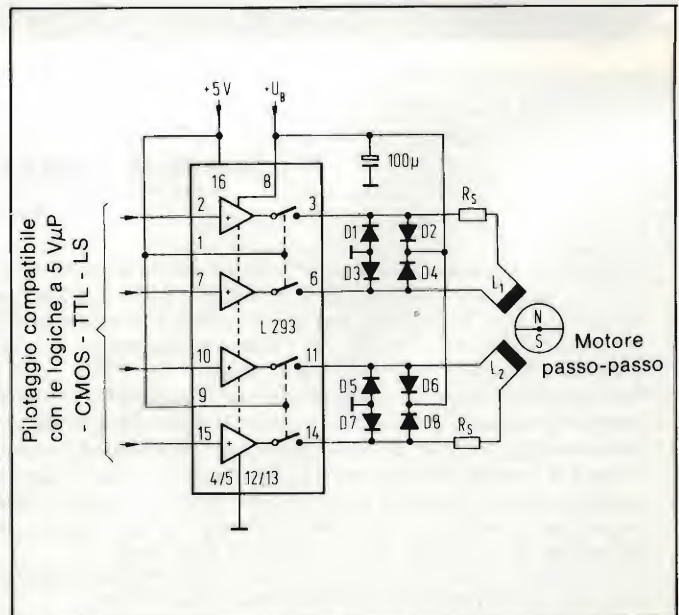 +5V
+U_B
16
8
100µ
2
3
R_S
1
D1
D2
7
6
D3
D4
L_1
L 293
N
S
Motore
passo-passo
10
11
L_2
9
D5
D6
15
14
D7
D8
R_S
4/5
12/13
Pilotaggio compatibile
con le logiche a 5 VµP
- CMOS - TTL - LS